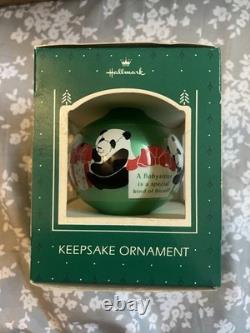 Hallmark
A Babysitter
is a special
kind of friend
KEEPSAKE ORNAMENT